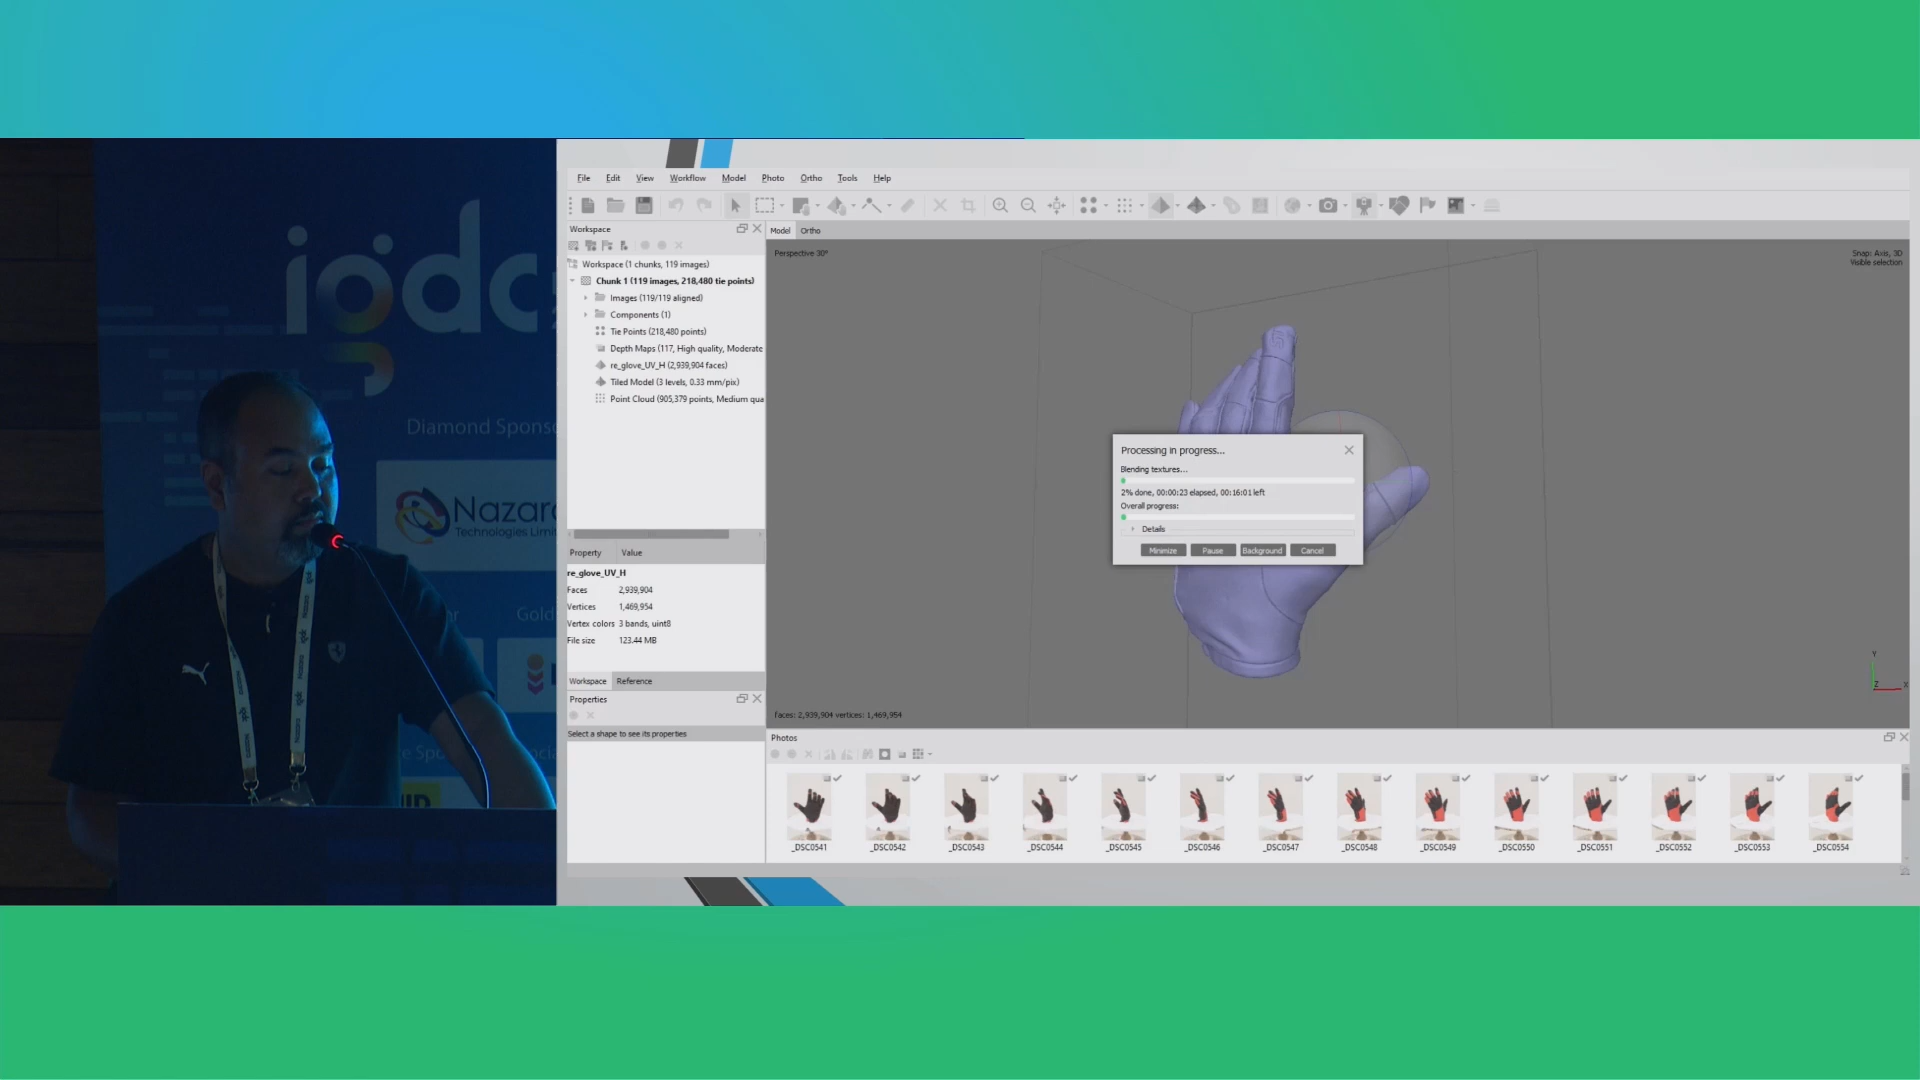 igdc
Diamond Spons
Nazara
Technologies Limi
Gold
File Edit View Workflow Model Photo Ortho Tools Help
Workspace
Workspace (1 chunks, 119 images)
Chunk 1 (119 images, 218,480 tie points)
Images (119/119 aligned)
Components (1)
Tie Points (218,480 points)
Depth Maps (117, High quality, Moderate
re_glove_UV_H (2,939,904 faces)
Tiled Model (3 levels, 0.33 mm/pix)
Point Cloud (905,379 points, Medium qua
Property Value
re_glove_UV_H
Faces 2,939,904
Vertices 1,469,954
Vertex colors 3 bands, uint8
File size 123.44 MB
Workspace Reference
Properties
Select a shape to see its properties
Model Ortho
Perspective 30°
Snap: Axis, 3D
Visible selection
Processing in progress...
Blending textures...
2% done, 00:00:23 elapsed, 00:16:01 left
Overall progress:
Details
Minimize Pause Background Cancel
Y
Z X
faces: 2,939,904 vertices: 1,469,954
Photos
_DSC0541 _DSC0542 _DSC0543 _DSC0544 _DSC0545 _DSC0546 _DSC0547 _DSC0548 _DSC0549 _DSC0550 _DSC0551 _DSC0552 _DSC0553 _DSC0554